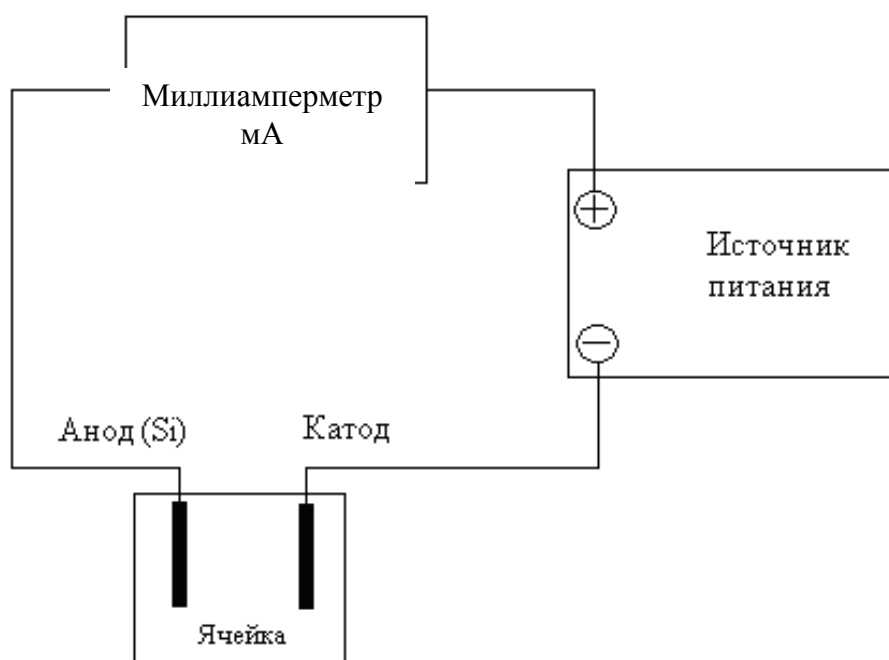 Миллиамперметр
мА
+
Источник
питания
−
Анод (Si)
Катод
Ячейка